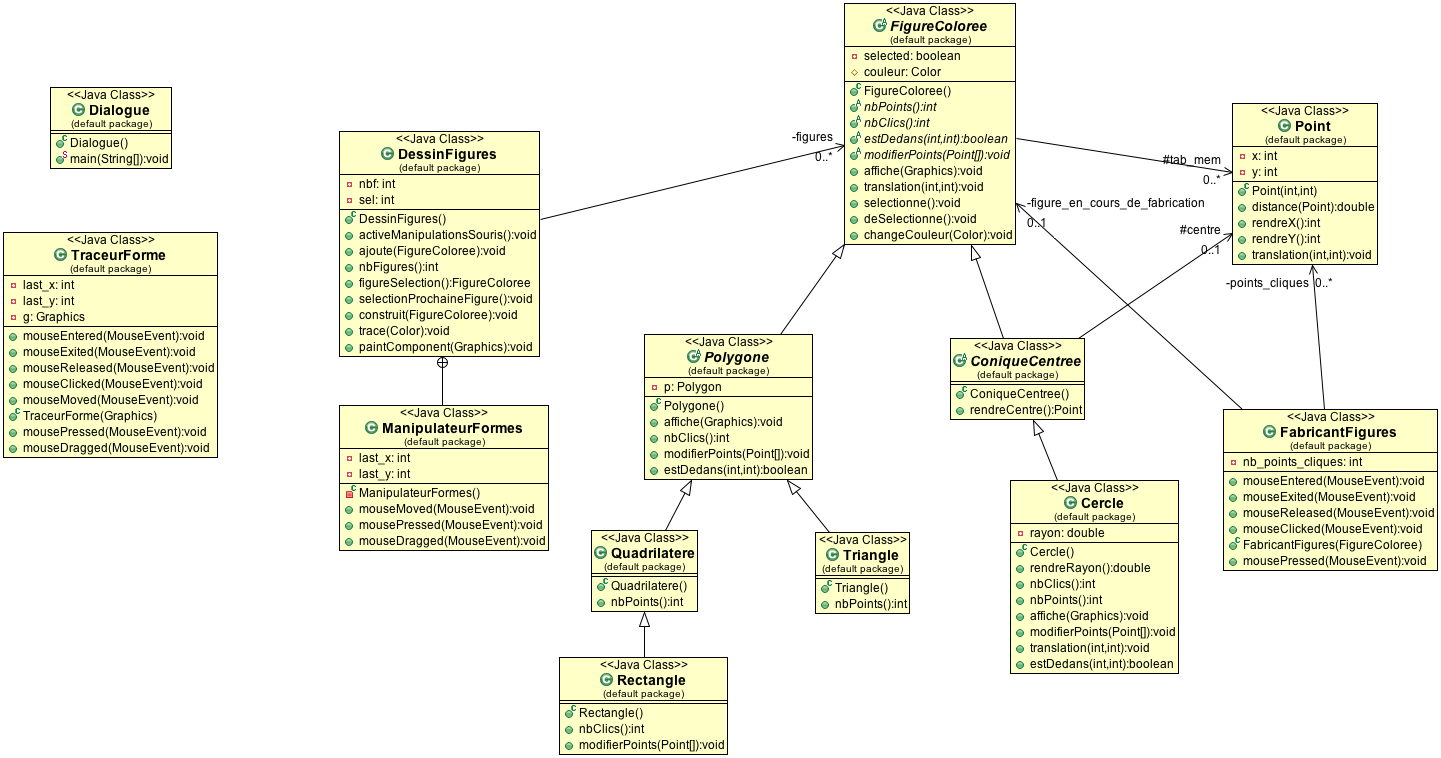 <<Java Class>>
FigureColoree
(default package)
selected: boolean
couleur: Color
FigureColoree()
nbPoints():int
nbClics():int
estDedans(int,int):boolean
modifierPoints(Point[]):void
affiche(Graphics):void
translation(int,int):void
selectionne():void
deSelectionne():void
changeCouleur(Color):void
<<Java Class>>
Dialogue
(default package)
Dialogue()
main(String[]):void
<<Java Class>>
DessinFigures
(default package)
nbf: int
sel: int
DessinFigures()
activeManipulationsSouris():void
ajoute(FigureColoree):void
nbFigures():int
figureSelection():FigureColoree
selectionProchaineFigure():void
construit(FigureColoree):void
trace(Color):void
paintComponent(Graphics):void
-figures
0..*
<<Java Class>>
Point
(default package)
x: int
y: int
Point(int,int)
distance(Point):double
rendreX():int
rendreY():int
translation(int,int):void
#tab_mem
0..*
-figure_en_cours_de_fabrication
0..1
#centre
0..1
-points_cliques
0..*
<<Java Class>>
TraceurForme
(default package)
last_x: int
last_y: int
g: Graphics
mouseEntered(MouseEvent):void
mouseExited(MouseEvent):void
mouseReleased(MouseEvent):void
mouseClicked(MouseEvent):void
mouseMoved(MouseEvent):void
TraceurForme(Graphics)
mousePressed(MouseEvent):void
mouseDragged(MouseEvent):void
<<Java Class>>
ManipulateurFormes
(default package)
last_x: int
last_y: int
ManipulateurFormes()
mouseMoved(MouseEvent):void
mousePressed(MouseEvent):void
mouseDragged(MouseEvent):void
<<Java Class>>
Polygone
(default package)
p: Polygon
Polygone()
affiche(Graphics):void
nbClics():int
modifierPoints(Point[]):void
estDedans(int,int):boolean
<<Java Class>>
ConiqueCentree
(default package)
ConiqueCentree()
rendreCentre():Point
<<Java Class>>
FabricantFigures
(default package)
nb_points_cliques: int
mouseEntered(MouseEvent):void
mouseExited(MouseEvent):void
mouseReleased(MouseEvent):void
mouseClicked(MouseEvent):void
FabricantFigures(FigureColoree)
mousePressed(MouseEvent):void
<<Java Class>>
Quadrilatere
(default package)
Quadrilatere()
nbPoints():int
<<Java Class>>
Triangle
(default package)
Triangle()
nbPoints():int
<<Java Class>>
Cercle
(default package)
rayon: double
Cercle()
rendreRayon():double
nbClics():int
nbPoints():int
affiche(Graphics):void
modifierPoints(Point[]):void
translation(int,int):void
estDedans(int,int):boolean
<<Java Class>>
Rectangle
(default package)
Rectangle()
nbClics():int
modifierPoints(Point[]):void